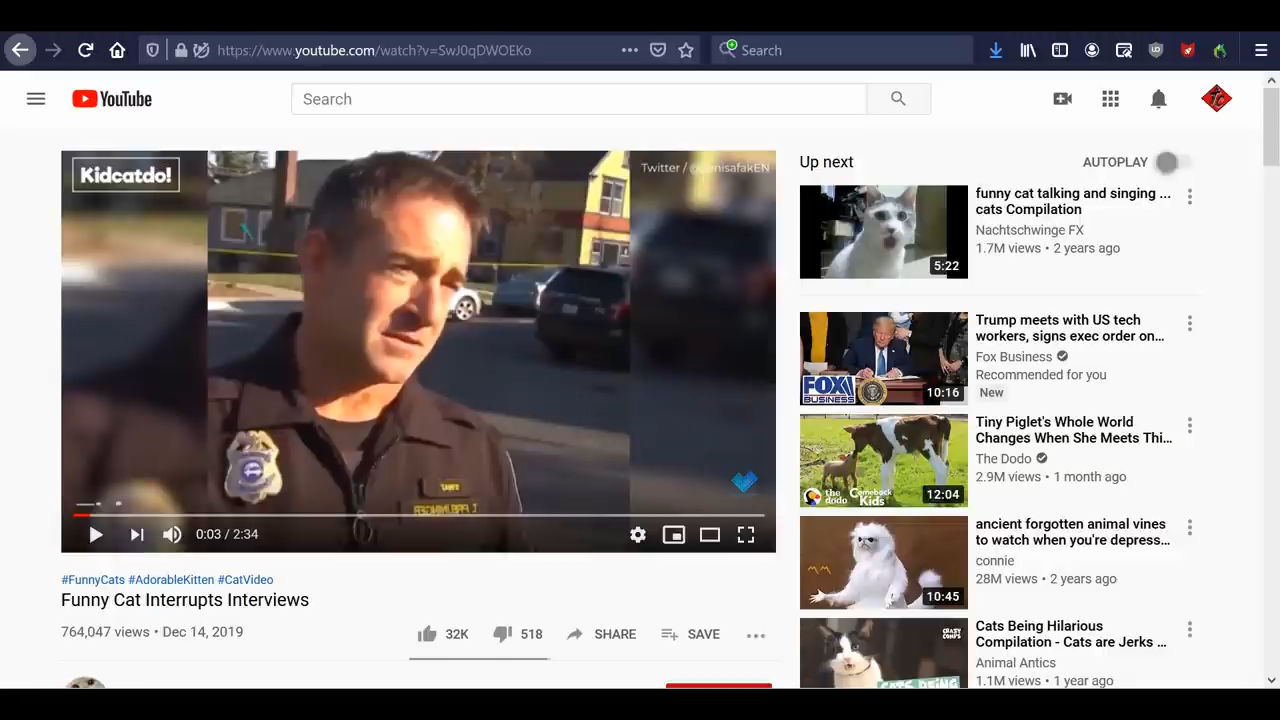 https://www.youtube.com/watch?v=SwJ0qDWOEKo
Search
YouTube
Search
Kidcatdo!
Twitter /
0:03 / 2:34
#FunnyCats #AdorableKitten #CatVideo
Funny Cat Interrupts Interviews
764,047 views • Dec 14, 2019
32K
518
SHARE
SAVE
Up next
AUTOPLAY
5:22
funny cat talking and singing ...
cats Compilation
Nachtschwinge FX
1.7M views • 2 years ago
FOX
BUSINESS
10:16
Trump meets with US tech
workers, signs exec order on...
Fox Business
Recommended for you
New
the dodo
Comeback Kids
12:04
Tiny Piglet's Whole World
Changes When She Meets Thi...
The Dodo
2.9M views • 1 month ago
10:45
ancient forgotten animal vines
to watch when you're depress...
connie
28M views • 2 years ago
CRAZY
COMPS
CATS BEING
Cats Being Hilarious
Compilation - Cats are Jerks ...
Animal Antics
1.1M views • 1 year ago